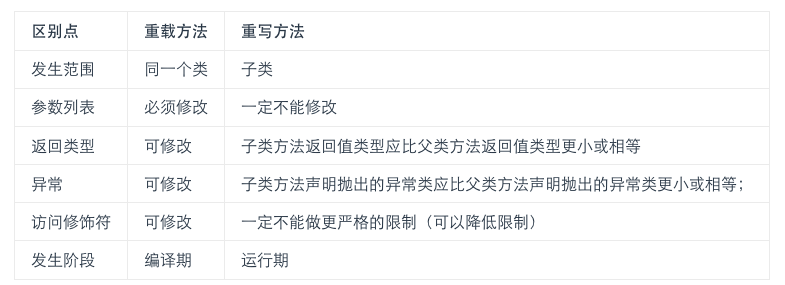 区别点 重载方法 重写方法
发生范围 同一个类 子类
参数列表 必须修改 一定不能修改
返回类型 可修改 子类方法返回值类型应比父类方法返回值类型更小或相等
异常 可修改 子类方法声明抛出的异常类应比父类方法声明抛出的异常类更小或相等；
访问修饰符 可修改 一定不能做更严格的限制（可以降低限制）
发生阶段 编译期 运行期